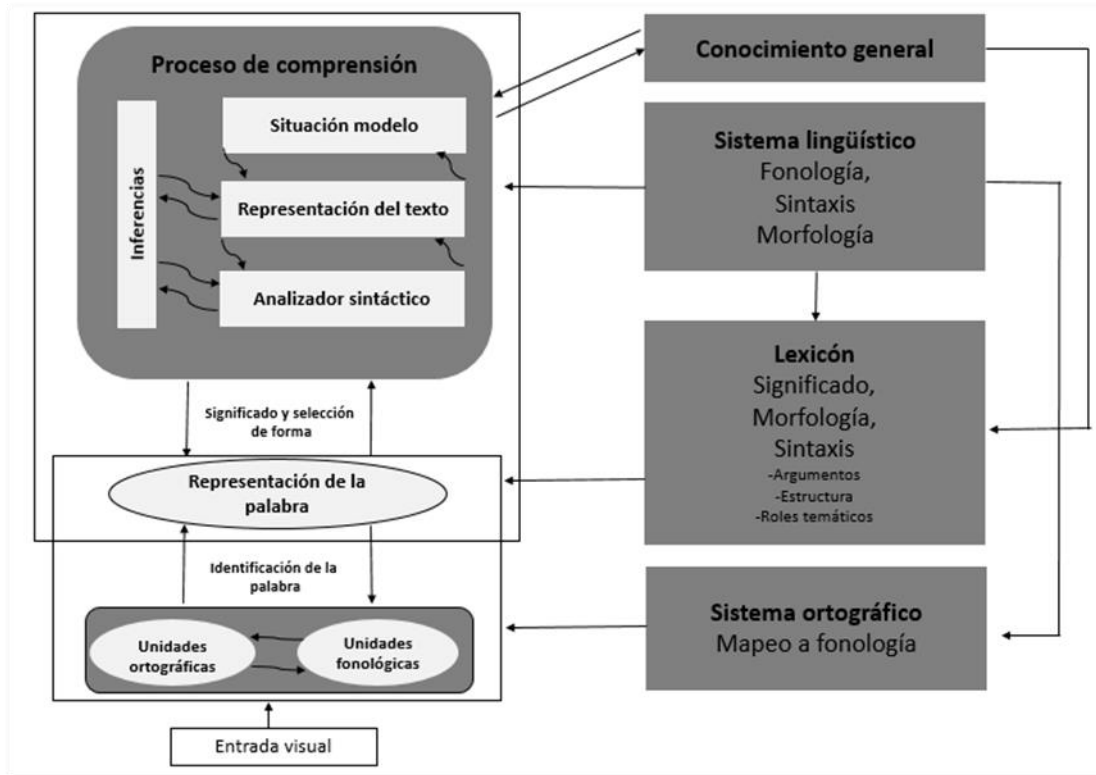 Proceso de comprensión
Situación modelo
Inferencias
Representación del texto
Analizador sintáctico
Significado y selección
de forma
Representación de la
palabra
Identificación de la
palabra
Unidades
ortográficas
Unidades
fonológicas
Entrada visual
Conocimiento general
Sistema lingüístico
Fonología,
Sintaxis
Morfología
Lexicón
Significado,
Morfología,
Sintaxis
-Argumentos
-Estructura
-Roles temáticos
Sistema ortográfico
Mapeo a fonología